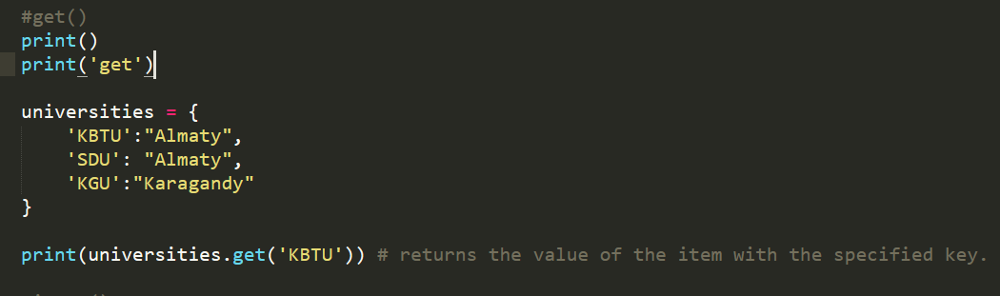 #get()
print()
print('get')
universities = {
'KBTU':"Almaty",
'SDU': "Almaty",
'KGU':"Karagandy"
}
print(universities.get('KBTU')) # returns the value of the item with the specified key.